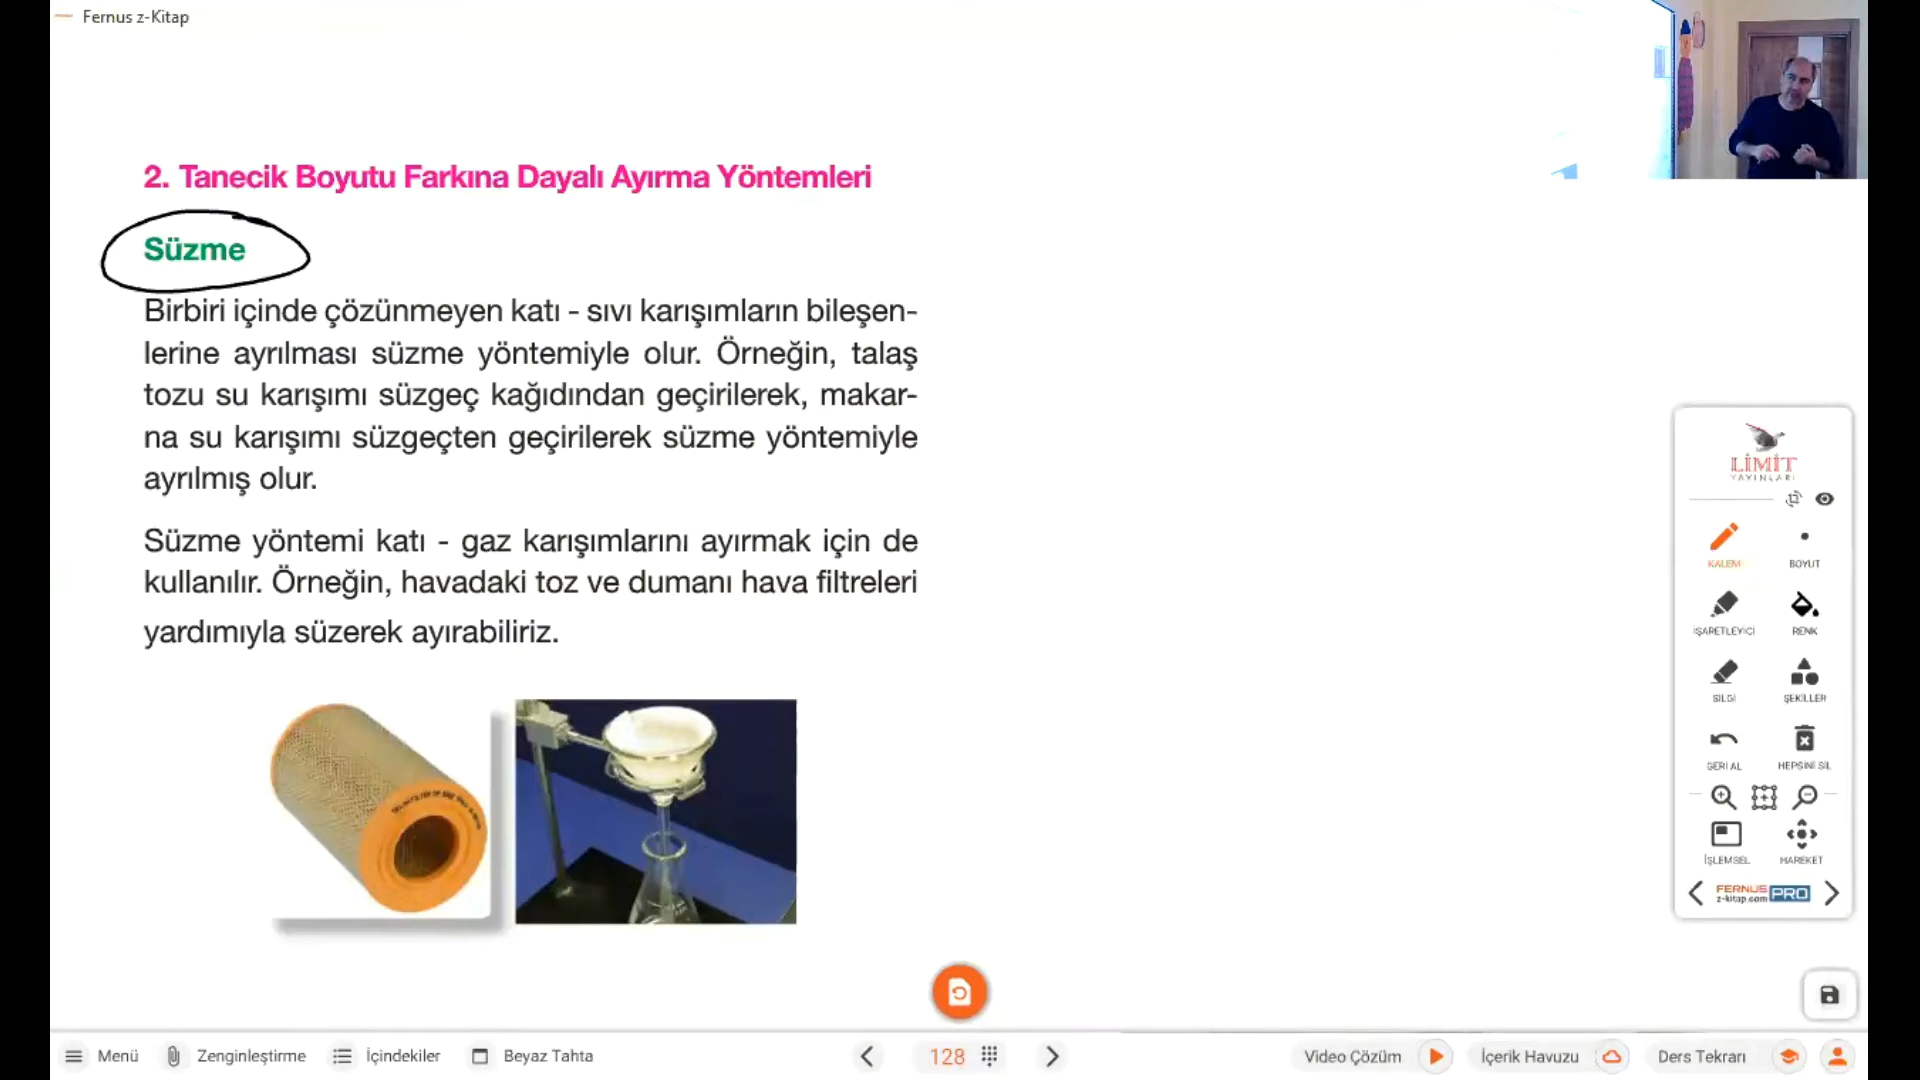 Fernus z-Kitap
2. Tanecik Boyutu Farkına Dayalı Ayırma Yöntemleri
Süzme
Birbiri içinde çözünmeyen katı - sıvı karışımların bileşen-
lerine ayrılması süzme yöntemiyle olur. Örneğin, talaş
tozu su karışımı süzgeç kağıdından geçirilerek, makar-
na su karışımı süzgeçten geçirilerek süzme yöntemiyle
ayrılmış olur.
Süzme yöntemi katı - gaz karışımlarını ayırmak için de
kullanılır. Örneğin, havadaki toz ve dumanı hava filtreleri
yardımıyla süzerek ayırabiliriz.
LİMİT
YAYINLARI
KALEM
BOYUT
İŞARETLEYİCİ
RENK
SİLGİ
ŞEKİLLER
GERİ AL
HEPSİNİ SİL
İŞLEMSEL
HAREKET
FERNUS
z-kitap.com PRO
Menü
Zenginleştirme
İçindekiler
Beyaz Tahta
128
Video Çözüm
İçerik Havuzu
Ders Tekrarı